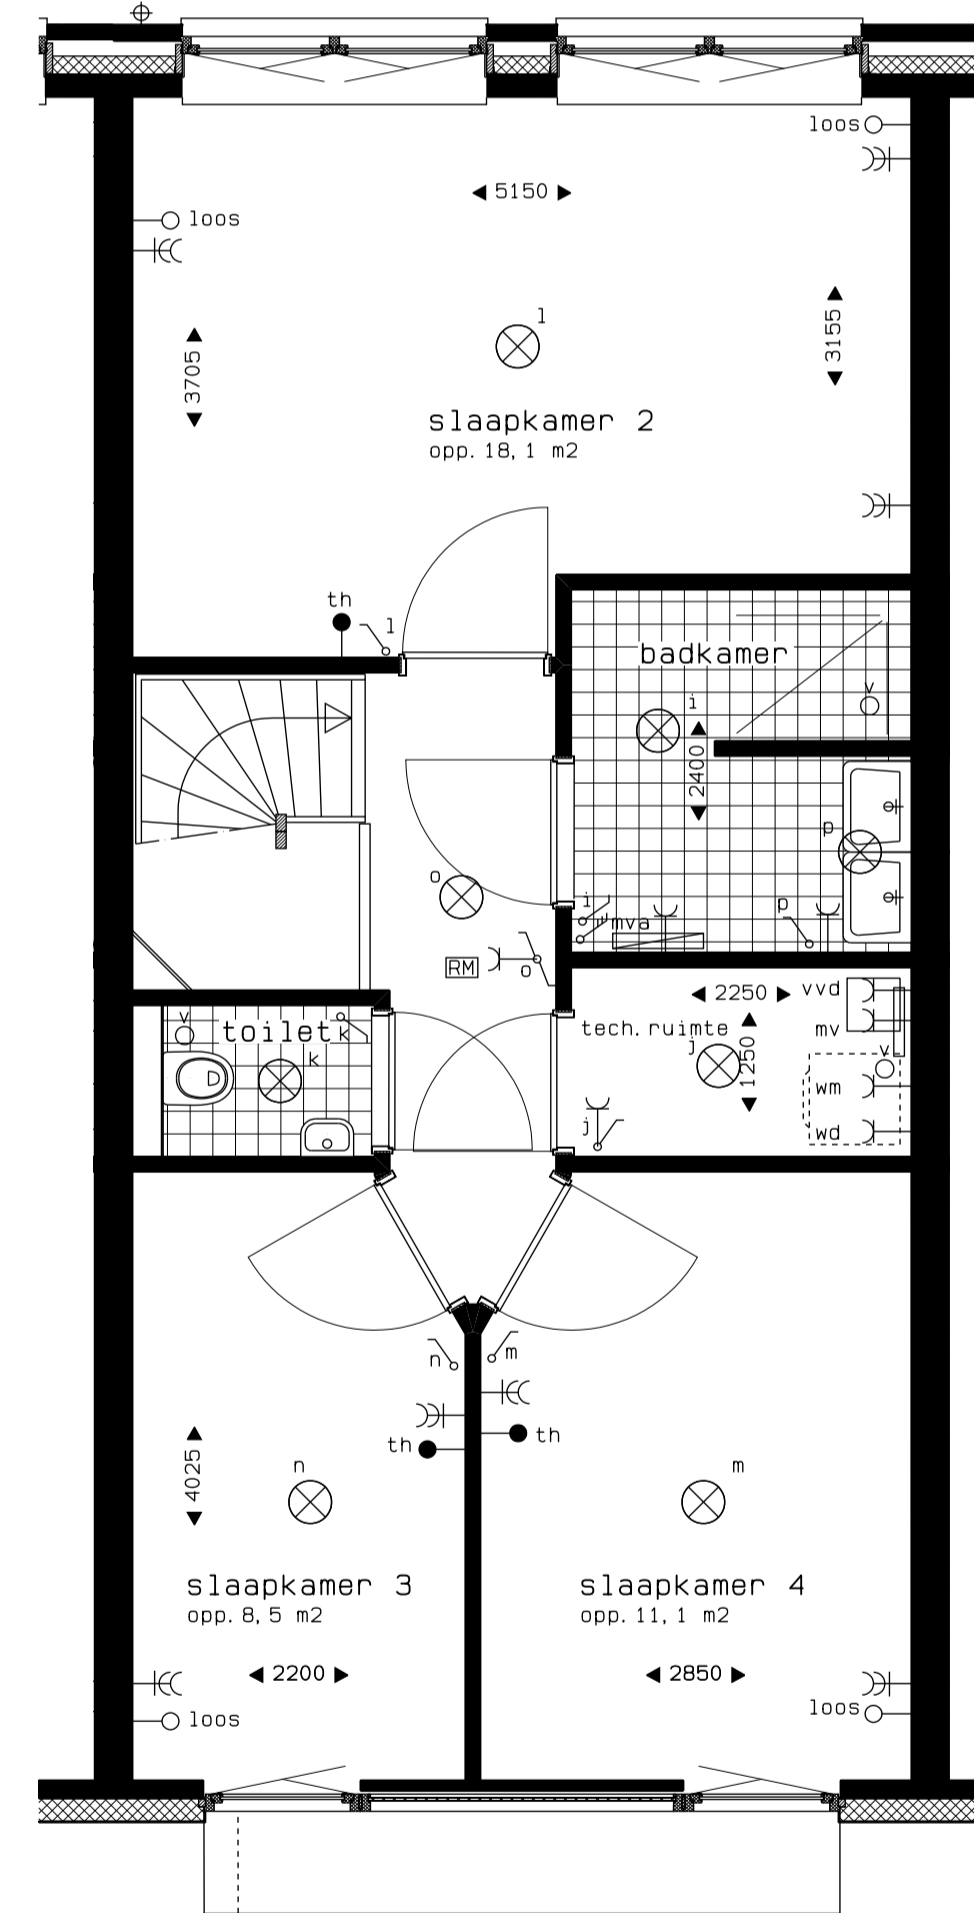 loos
5150
loos
l
3155
3705
slaapkamer 2
opp. 18,1 m2
th
l
badkamer
v
i
2400
p
o
i
p
mva
RM
o
2250
vvd
v
toilet
k
tech. ruimte
mv
j
1250
v
k
wm
j
wd
n
m
th
th
4025
n
m
slaapkamer 3
opp. 8,5 m2
slaapkamer 4
opp. 11,1 m2
2200
2850
loos
loos